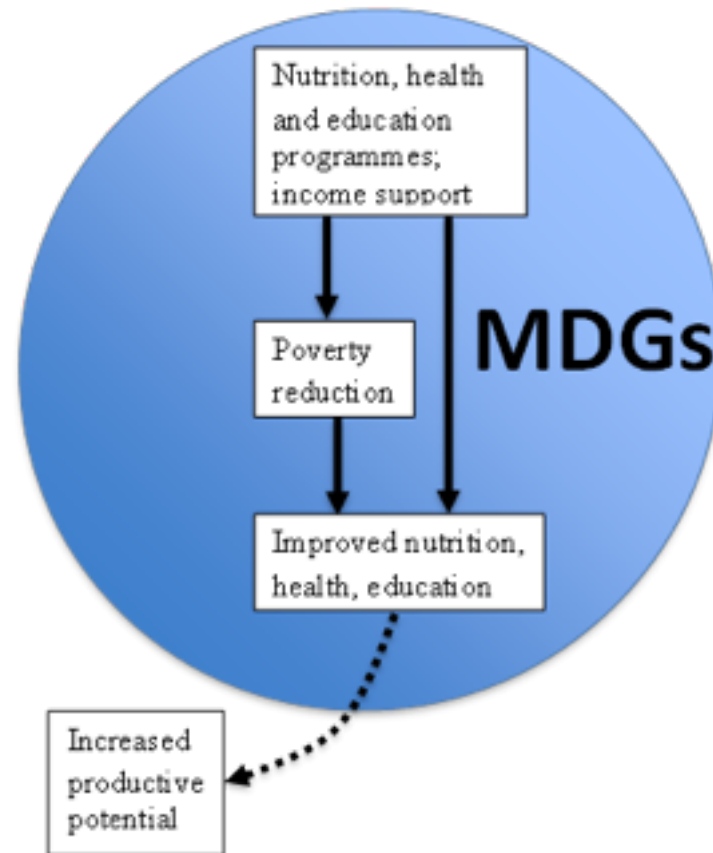 Nutrition, health
and education
programmes;
income support
MDGs
Poverty
reduction
Improved nutrition,
health, education
Increased
productive
potential